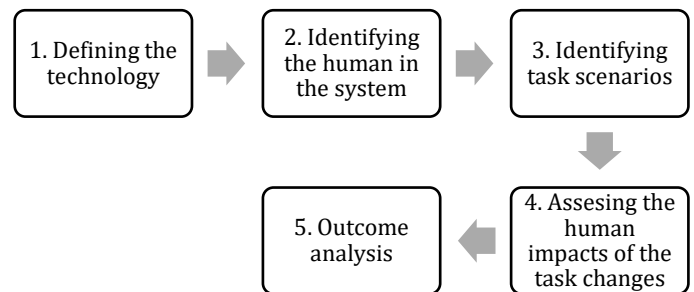 1. Defining the
technology
2. Identifying
the human in
the system
3. Identifying
task scenarios
4. Assesing the
human
impacts of the
task changes
5. Outcome
analysis